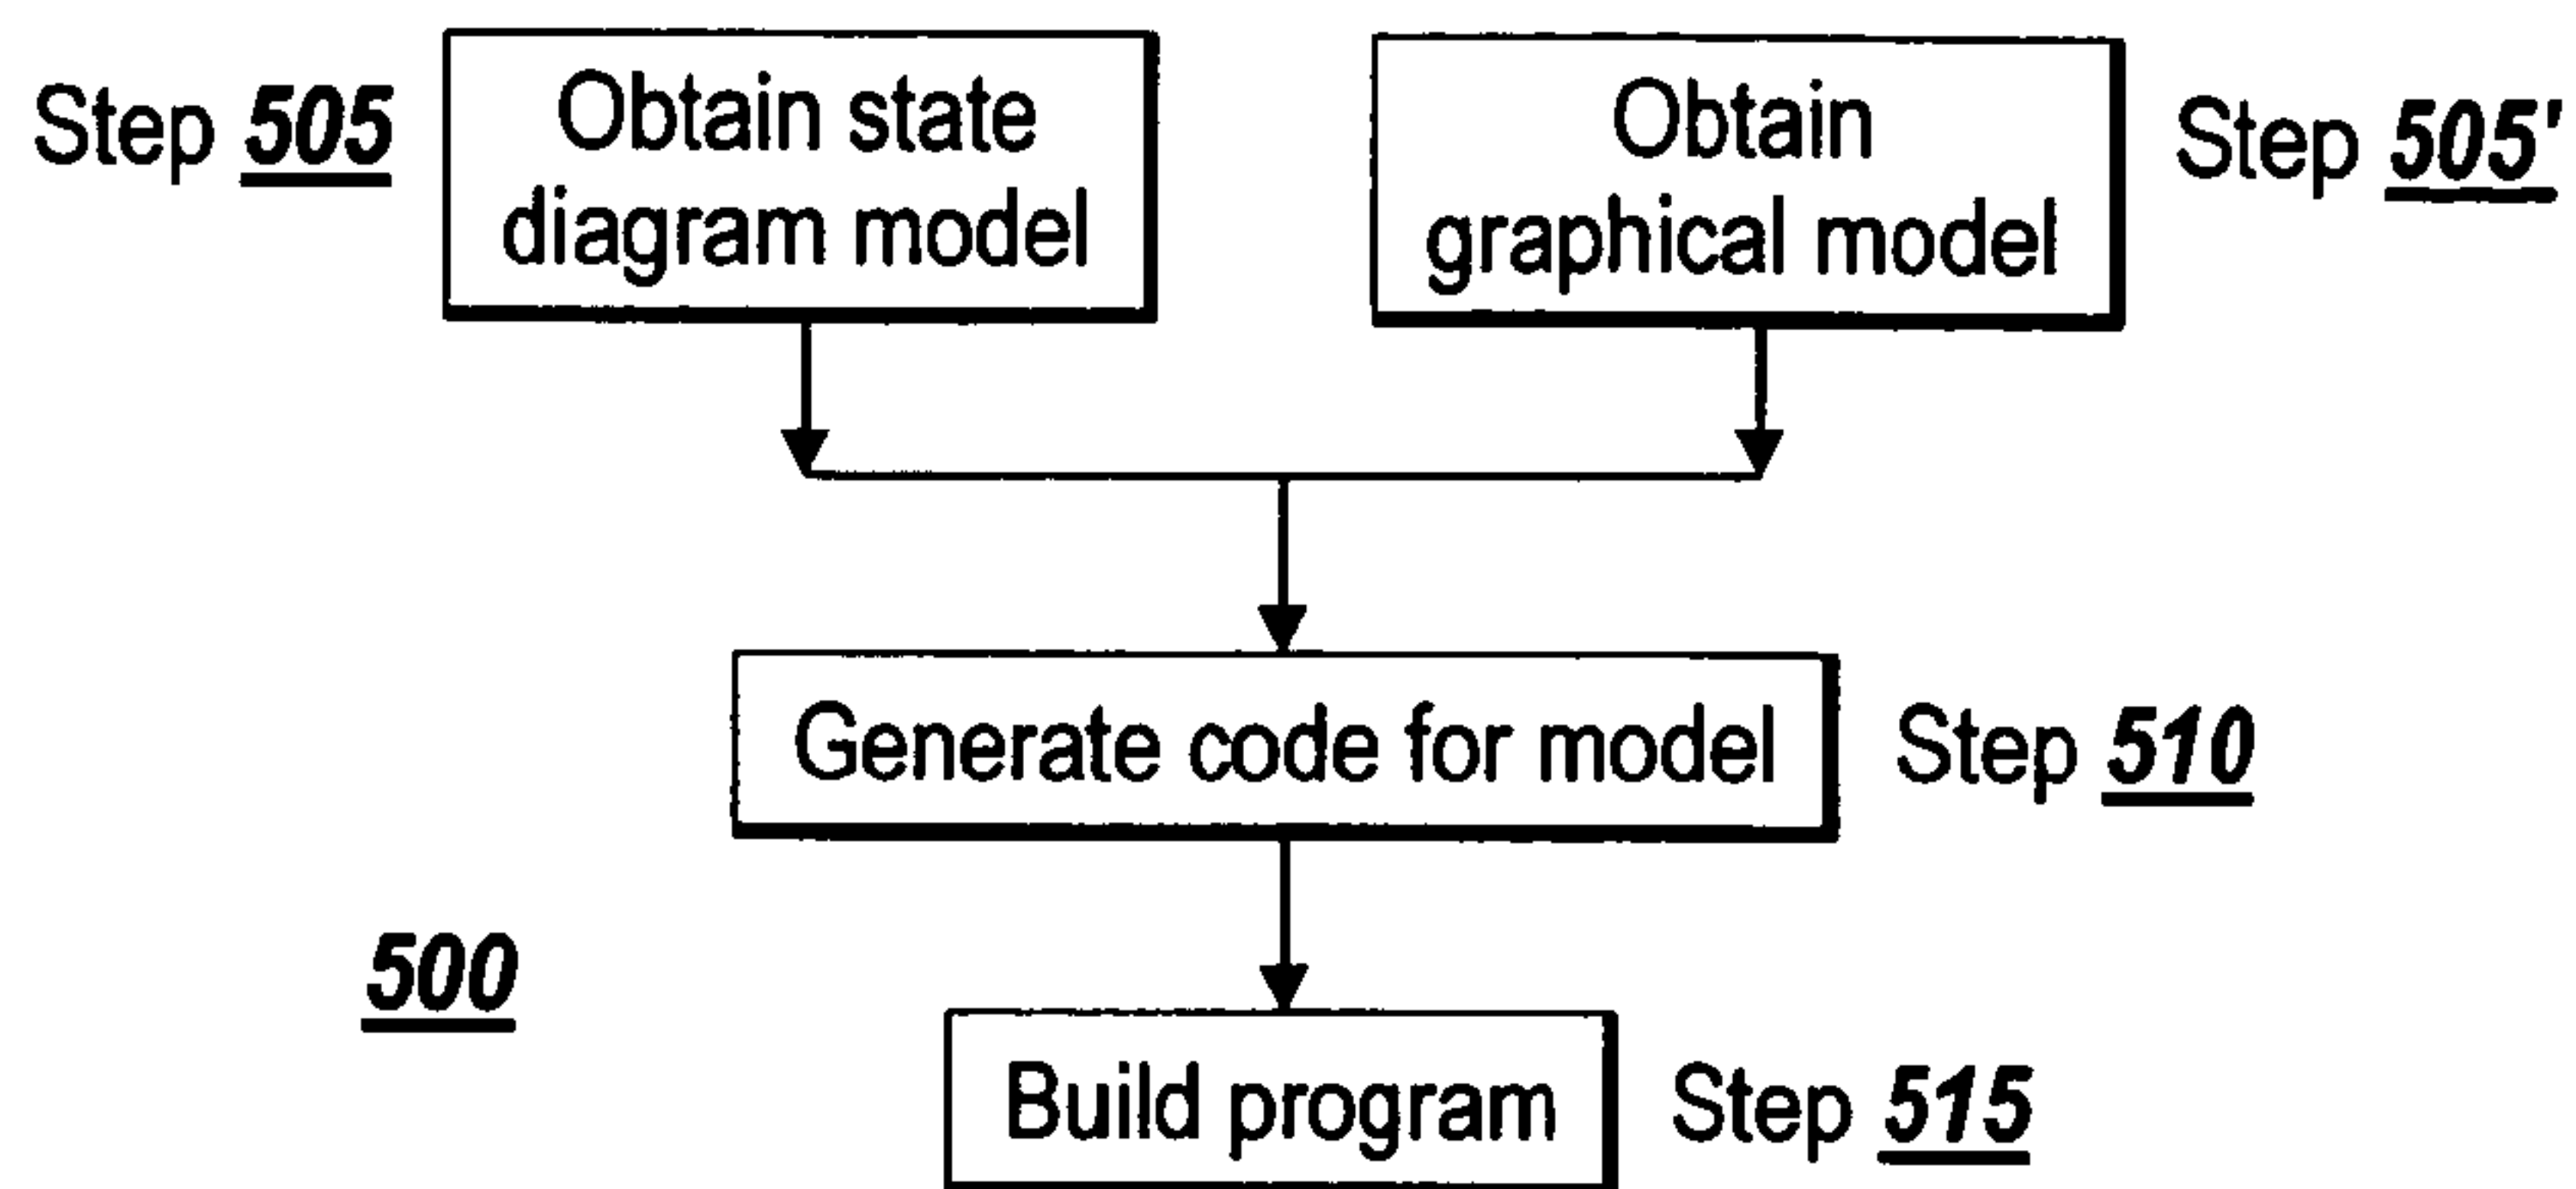 Step 505
Obtain state
diagram model
Obtain
graphical model
Step 505'
Generate code for model
Step 510
500
Build program
Step 515